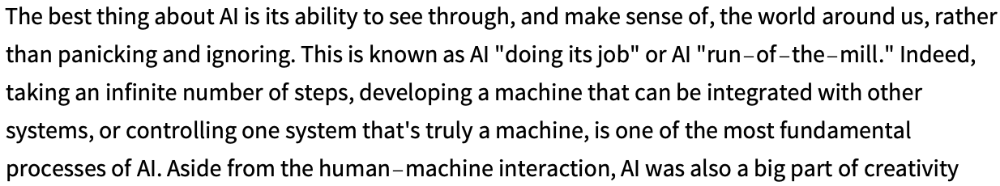 The best thing about AI is its ability to see through, and make sense of, the world around us, rather
than panicking and ignoring. This is known as AI "doing its job" or AI "run-of-the-mill." Indeed,
taking an infinite number of steps, developing a machine that can be integrated with other
systems, or controlling one system that's truly a machine, is one of the most fundamental
processes of AI. Aside from the human-machine interaction, AI was also a big part of creativity